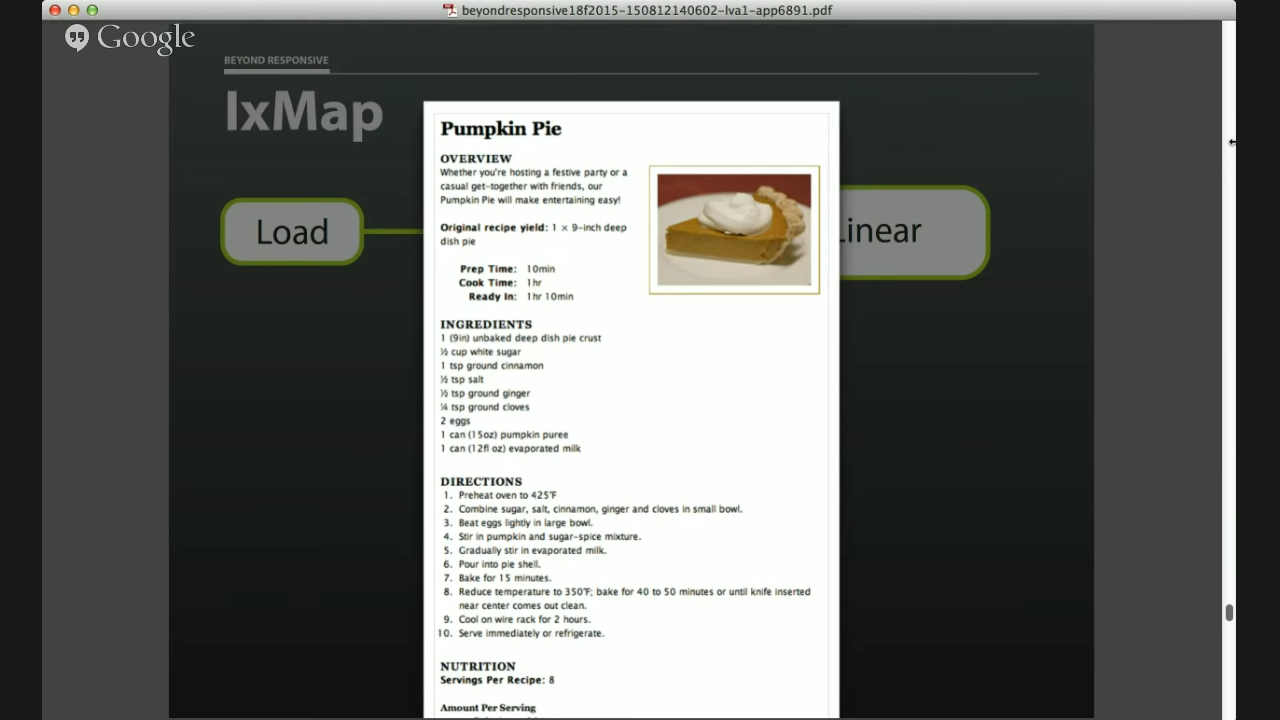 beyondresponsive18f2015-150812140602-lva1-app6891.pdf
Google
BEYOND RESPONSIVE
IxMap
Load
Linear
Pumpkin Pie
OVERVIEW
Whether you're hosting a festive party or a
casual get-together with friends, our
Pumpkin Pie will make entertaining easy!
Original recipe yield: 1 × 9-inch deep
dish pie
Prep Time: 10min
Cook Time: 1hr
Ready In: 1hr 10min
INGREDIENTS
1 (9in) unbaked deep dish pie crust
½ cup white sugar
1 tsp ground cinnamon
½ tsp salt
½ tsp ground ginger
¼ tsp ground cloves
2 eggs
1 can (15oz) pumpkin puree
1 can (12fl oz) evaporated milk
DIRECTIONS
1. Preheat oven to 425°F
2. Combine sugar, salt, cinnamon, ginger and cloves in small bowl.
3. Beat eggs lightly in large bowl.
4. Stir in pumpkin and sugar-spice mixture.
5. Gradually stir in evaporated milk.
6. Pour into pie shell.
7. Bake for 15 minutes.
8. Reduce temperature to 350°F; bake for 40 to 50 minutes or until knife inserted
near center comes out clean.
9. Cool on wire rack for 2 hours.
10. Serve immediately or refrigerate.
NUTRITION
Servings Per Recipe: 8
Amount Per Serving